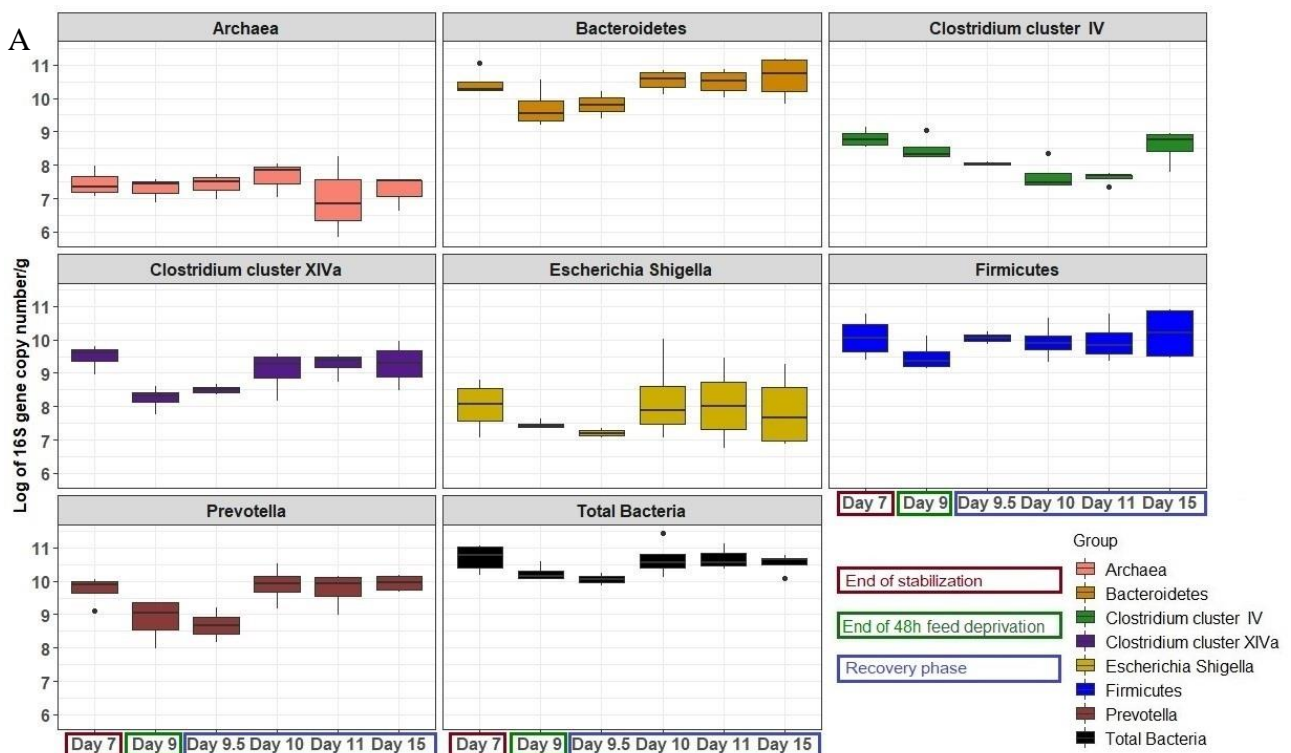 A
Archaea
Bacteroidetes
Clostridium cluster IV
11
10
9
8
7
6
Clostridium cluster XIVa
Escherichia Shigella
Firmicutes
11
10
9
8
7
6
Log of 16S gene copy number/g
Day 7 Day 9 Day 9.5 Day 10 Day 11 Day 15
Prevotella
Total Bacteria
11
10
9
8
7
6
Day 7 Day 9 Day 9.5 Day 10 Day 11 Day 15
Day 7 Day 9 Day 9.5 Day 10 Day 11 Day 15
End of stabilization
End of 48h feed deprivation
Recovery phase
Group
Archaea
Bacteroidetes
Clostridium cluster IV
Clostridium cluster XIVa
Escherichia Shigella
Firmicutes
Prevotella
Total Bacteria